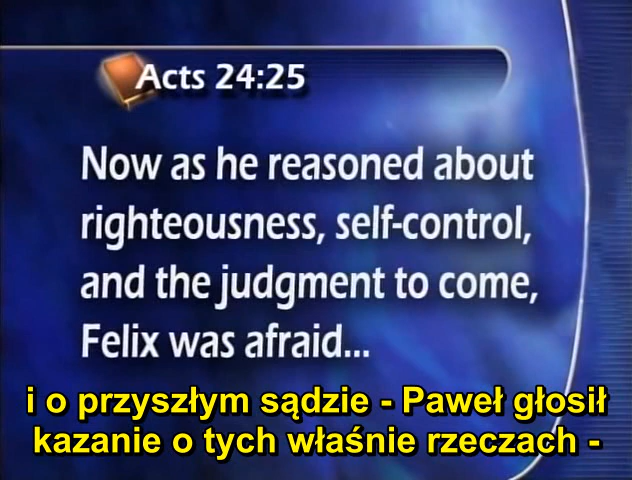 Acts 24:25
Now as he reasoned about
righteousness, self-control,
and the judgment to come,
Felix was afraid...
i o przyszłym sądzie - Paweł głosił
kazanie o tych właśnie rzeczach -